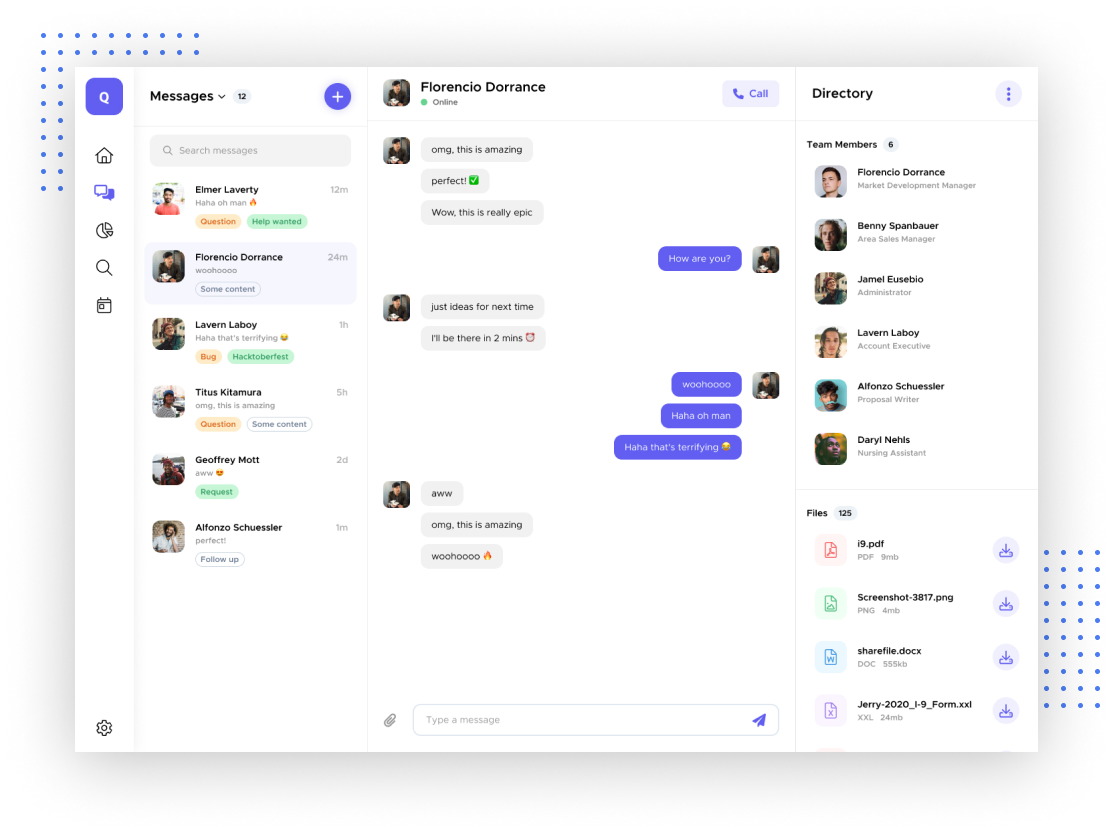 Q
Messages 12
Search messages
Elmer Laverty 12m
Haha oh man 🔥
Question Help wanted
Florencio Dorrance 24m
woohoooo
Some content
Lavern Laboy 1h
Haha that's terrifying 😂
Bug Hacktoberfest
Titus Kitamura 5h
omg, this is amazing
Question Some content
Geoffrey Mott 2d
aww 😍
Request
Alfonzo Schuessler 1m
perfect!
Follow up
Florencio Dorrance
Online
Call
omg, this is amazing
perfect! ✅
Wow, this is really epic
How are you?
just ideas for next time
I'll be there in 2 mins ⏰
woohoooo
Haha oh man
Haha that's terrifying 😂
aww
omg, this is amazing
woohoooo 🔥
Type a message
Directory
Team Members 6
Florencio Dorrance
Market Development Manager
Benny Spanbauer
Area Sales Manager
Jamel Eusebio
Administrator
Lavern Laboy
Account Executive
Alfonzo Schuessler
Proposal Writer
Daryl Nehls
Nursing Assistant
Files 125
i9.pdf
PDF 9mb
Screenshot-3817.png
PNG 4mb
sharefile.docx
W
DOC 555kb
Jerry-2020_I-9_Form.xxl
X
XXL 24mb